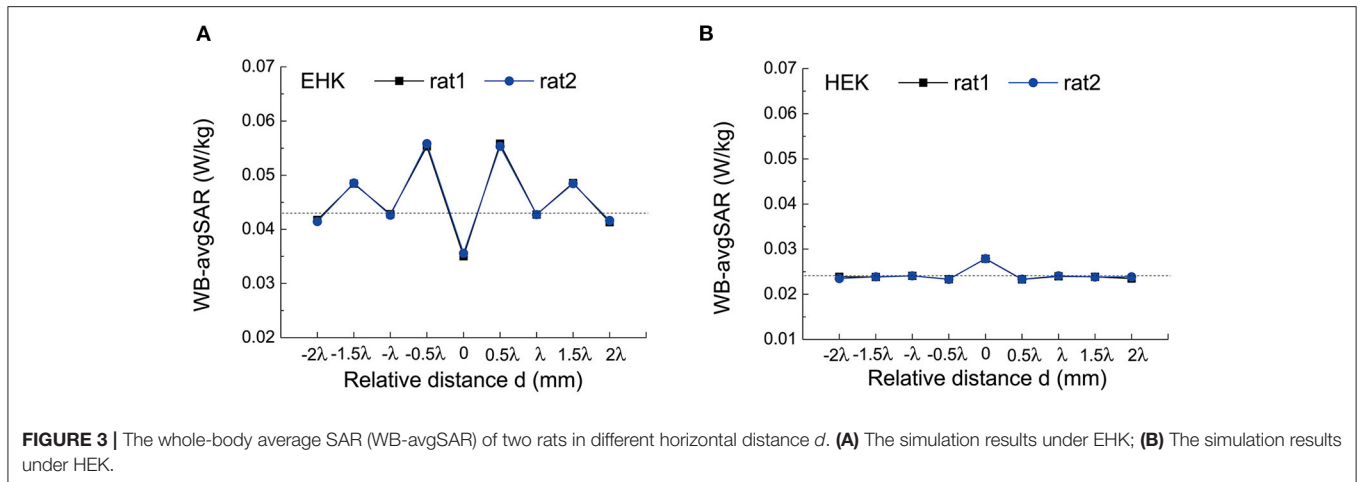 A
EHK rat1 rat2
WB-avgSAR (W/kg)
0.07
0.06
0.05
0.04
0.03
0.02
-2λ -1.5λ -λ -0.5λ 0 0.5λ λ 1.5λ 2λ
Relative distance d (mm)
B
HEK rat1 rat2
WB-avgSAR (W/kg)
0.07
0.06
0.05
0.04
0.03
0.02
0.01
-2λ -1.5λ -λ -0.5λ 0 0.5λ λ 1.5λ 2λ
Relative distance d (mm)
FIGURE 3 | The whole-body average SAR (WB-avgSAR) of two rats in different horizontal distance d. (A) The simulation results under EHK; (B) The simulation results
under HEK.